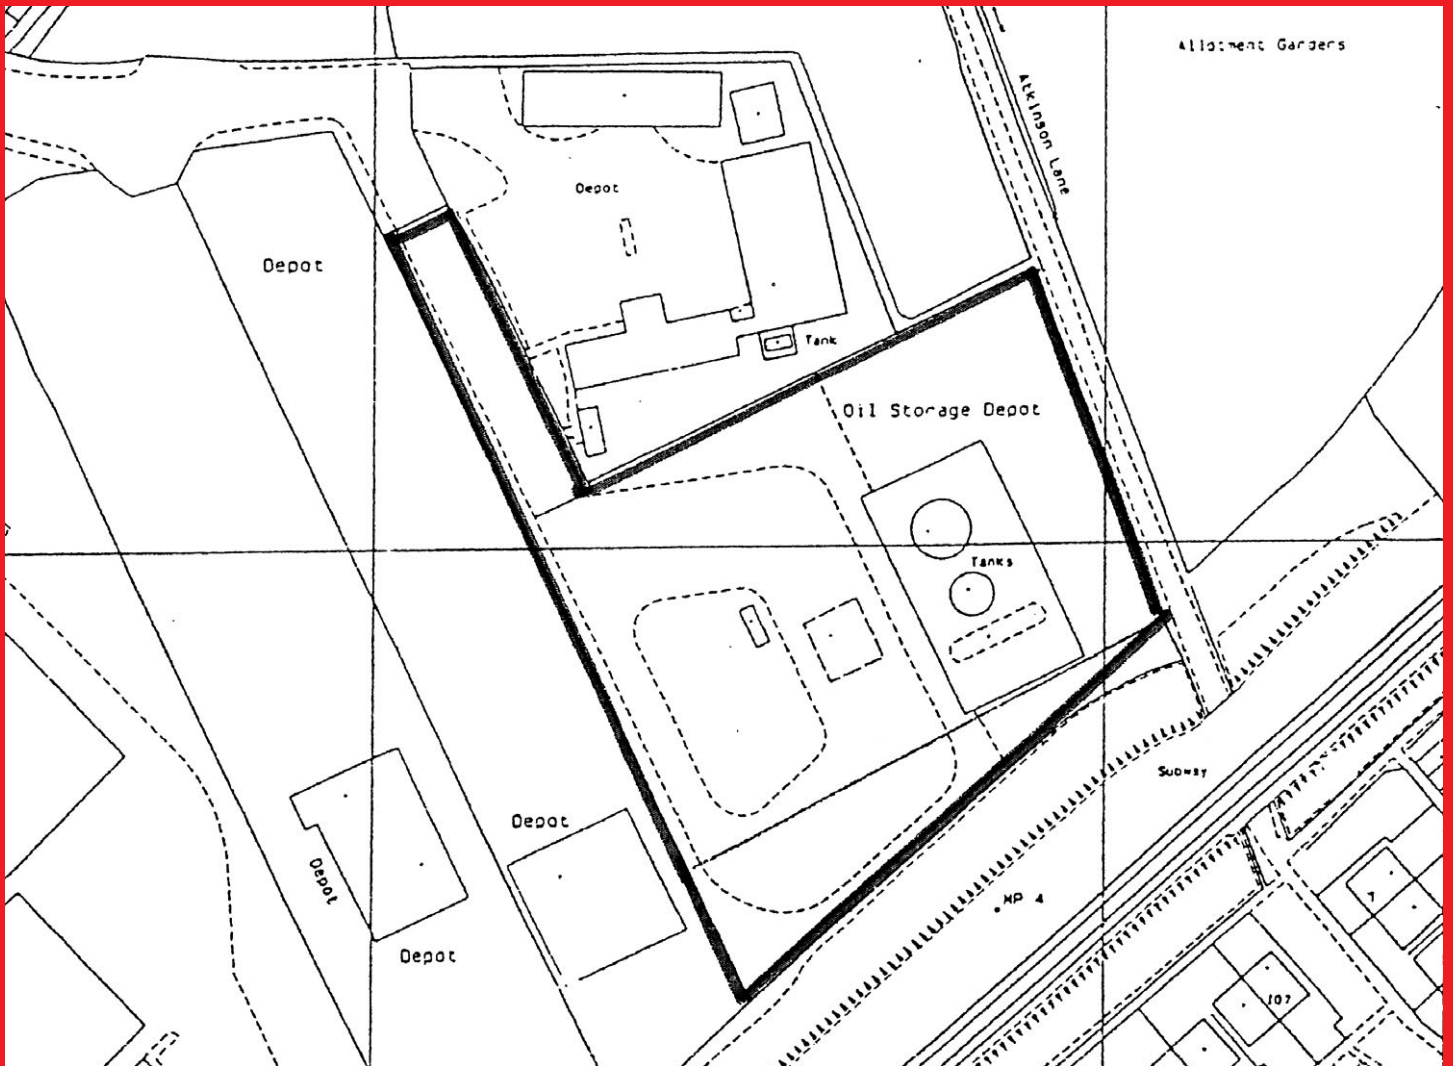 Allotment Gardens
Atkinson Lane
Depot
Depot
Tank
Oil Storage Depot
Tanks
Subway
Depot
Depot
MP 4
7
Depot
107